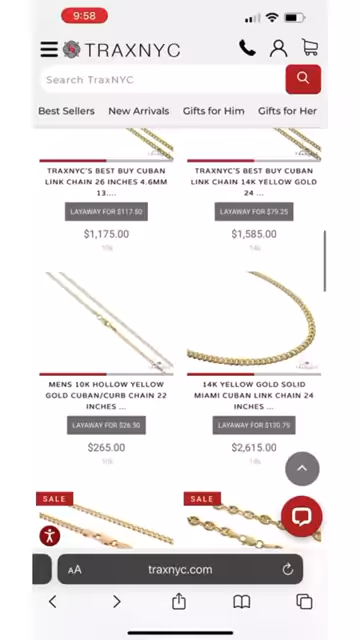 9:58
TRAXNYC
Search TraxNYC
Best Sellers New Arrivals Gifts for Him Gifts for Her
TRAXNYC'S BEST BUY CUBAN
LINK CHAIN 26 INCHES 4.6MM
13....
LAYAWAY FOR $117.50
$1,175.00
10k
TRAXNYC'S BEST BUY CUBAN
LINK CHAIN 14K YELLOW GOLD
24 ...
LAYAWAY FOR $79.25
$1,585.00
14k
MENS 10K HOLLOW YELLOW
GOLD CUBAN/CURB CHAIN 22
INCHES ...
LAYAWAY FOR $26.50
$265.00
10k
14K YELLOW GOLD SOLID
MIAMI CUBAN LINK CHAIN 24
INCHES ...
LAYAWAY FOR $130.75
$2,615.00
14k
SALE
SALE
AA
traxnyc.com